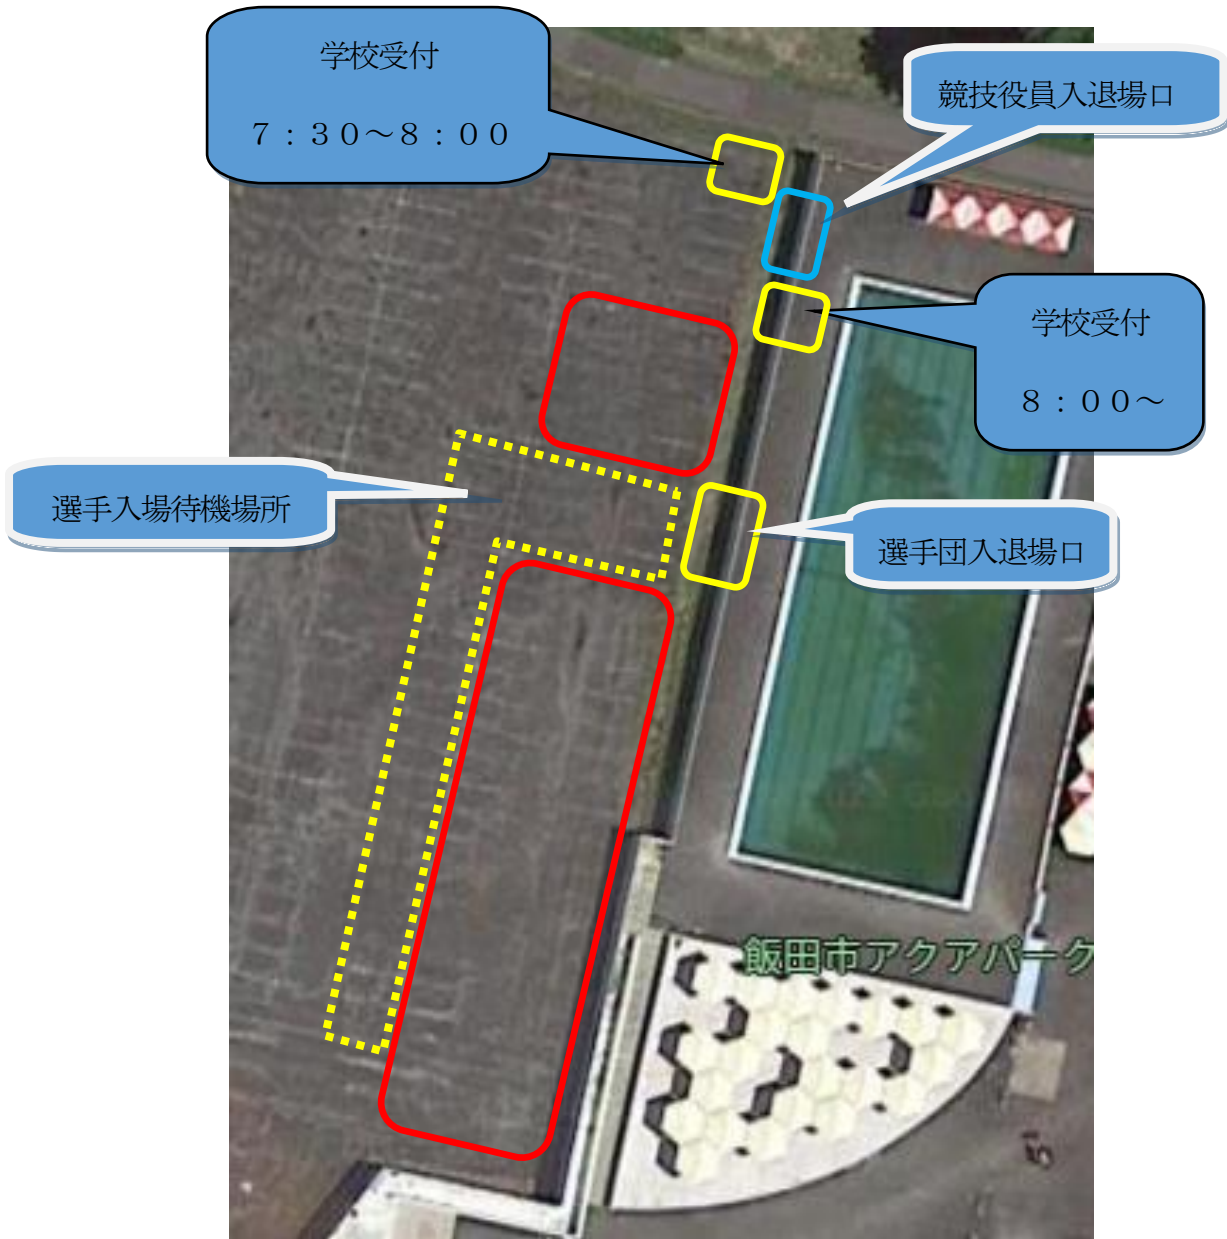 学校受付
７：３０～８：００
競技役員入退場口
学校受付
８：００～
選手入場待機場所
選手団入退場口
飯田市アクアパーク